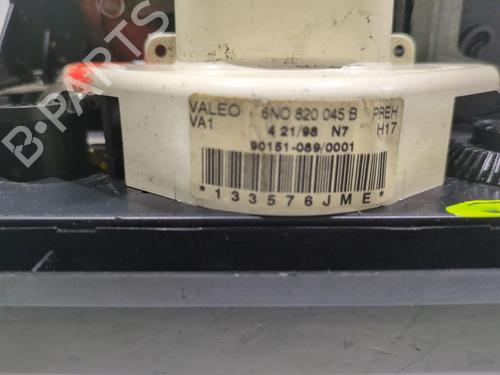 VALEO 6N0 820 045 B PREH
VA1 4 21/98 N7 H17
90151-089/0001
*133576JME*
B-PARTS